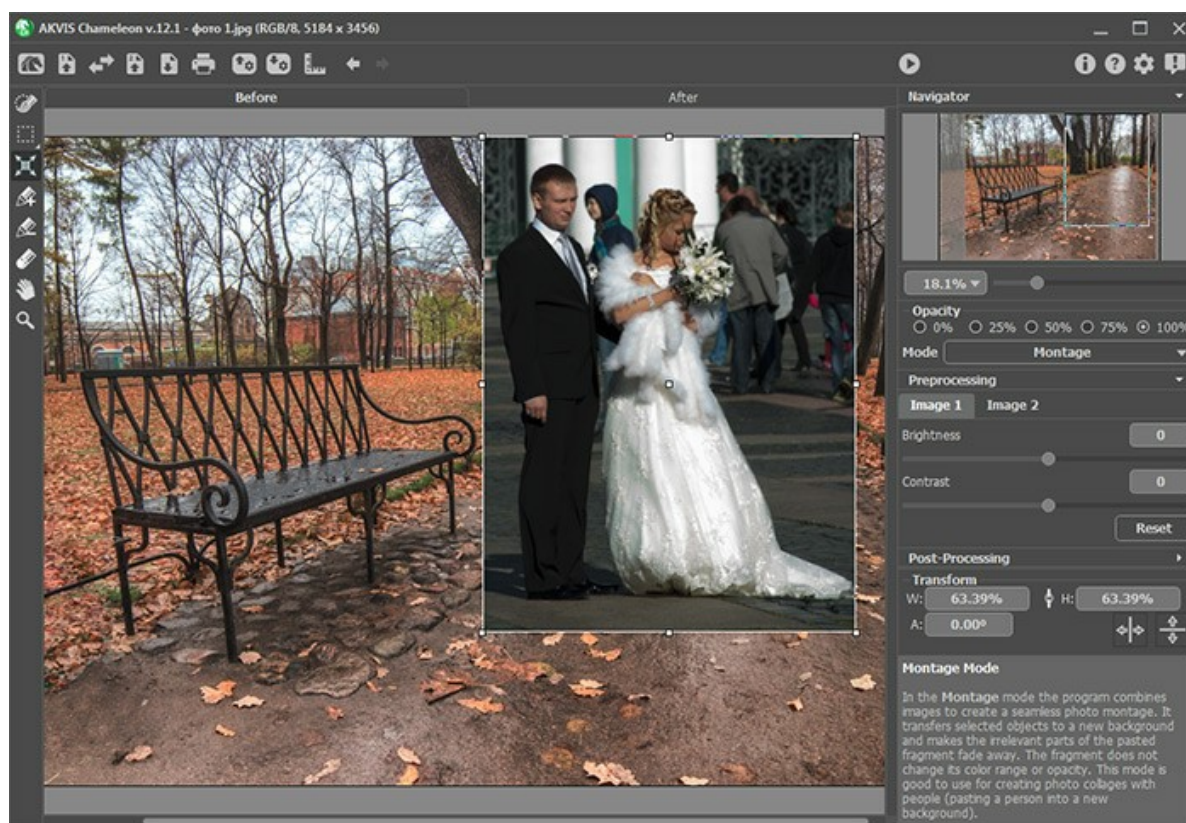 AKVIS Chameleon v.12.1 - фото 1.jpg (RGB/8, 5184 x 3456)
Before
After
Navigator
18.1%
Opacity
0% 25% 50% 75% 100%
Mode Montage
Preprocessing
Image 1 Image 2
Brightness 0
Contrast 0
Reset
Post-Processing
Transform
W: 63.39% H: 63.39%
A: 0.00º
Montage Mode
In the Montage mode the program combines
images to create a seamless photo montage. It
transfers selected objects to a new background
and makes the irrelevant parts of the pasted
fragment fade away. The fragment does not
change its color range or opacity. This mode is
good to use for creating photo collages with
people (pasting a person into a new
background).